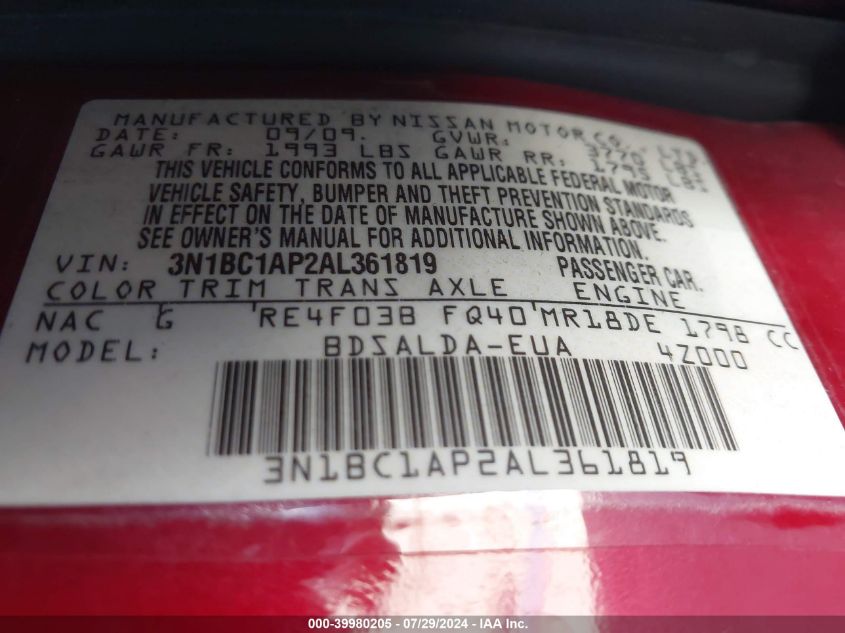 MANUFACTURED BY NISSAN MOTOR CO., LTD.
DATE: 09/09. GVWR: 3770 LBS
GAWR FR: 1993 LBS GAWR RR: 1795
THIS VEHICLE CONFORMS TO ALL APPLICABLE FEDERAL MOTOR
VEHICLE SAFETY, BUMPER AND THEFT PREVENTION STANDARDS
IN EFFECT ON THE DATE OF MANUFACTURE SHOWN ABOVE.
SEE OWNER'S MANUAL FOR ADDITIONAL INFORMATION.
VIN: 3N1BC1AP2AL361819 PASSENGER CAR.
COLOR TRIM TRANS AXLE ENGINE
NAC G RE4F03B FQ40 MR18DE 1798 CC
MODEL: BDSALDA-EUA 4Z000
3N1BC1AP2AL361819
000-39980205 - 07/29/2024 - IAA Inc.